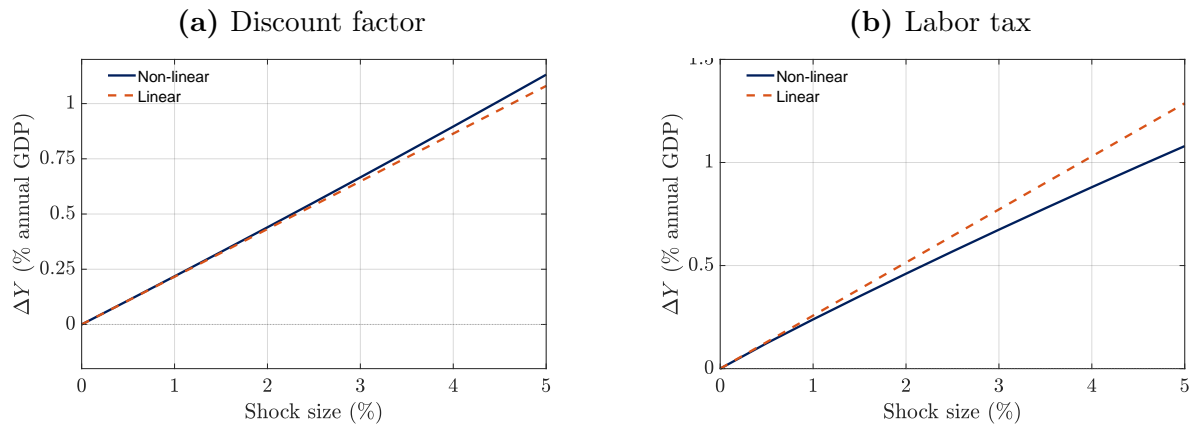 (a) Discount factor
Non-linear
Linear
1
0.75
0.5
0.25
0
ΔY (% annual GDP)
0 1 2 3 4 5
Shock size (%)
(b) Labor tax
1.5
Non-linear
Linear
1
0.5
0
ΔY (% annual GDP)
0 1 2 3 4 5
Shock size (%)